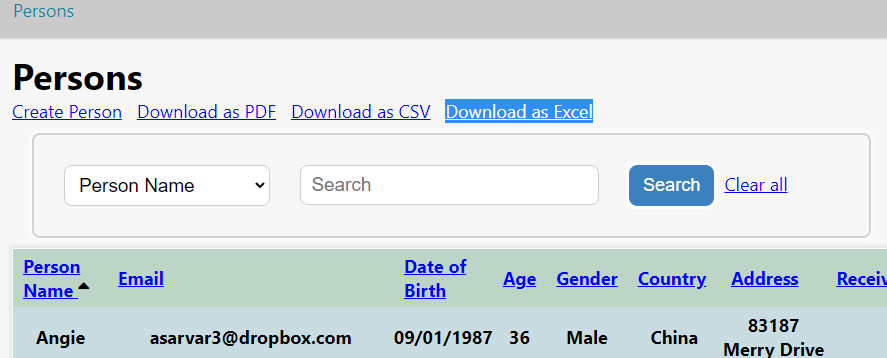 Persons
Persons
Create Person Download as PDF Download as CSV Download as Excel
Person Name Search Search Clear all
Person Name Email Date of Birth Age Gender Country Address
Angie asarvar3@dropbox.com 09/01/1987 36 Male China 83187 Merry Drive